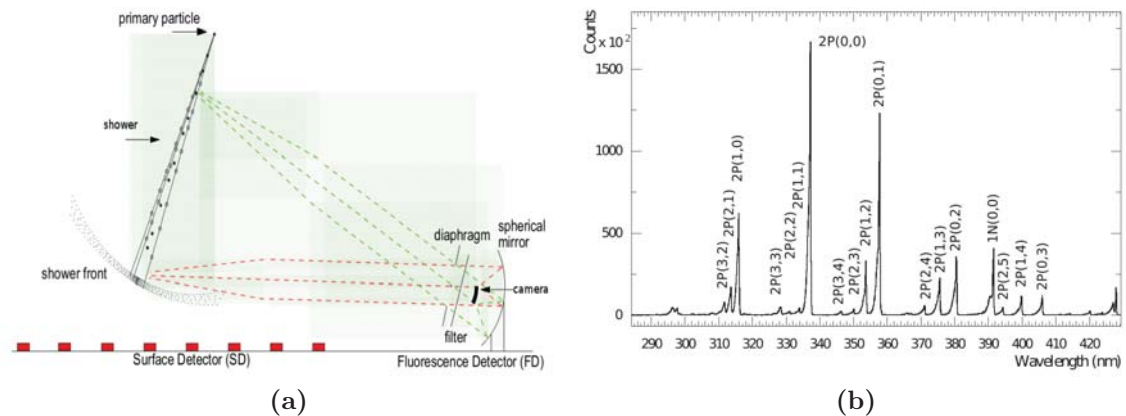 primary particle
shower
shower front
diaphragm
spherical
mirror
camera
filter
Surface Detector (SD)
Fluorescence Detector (FD)
(a)
Counts
x 10²
1500
1000
500
0
2P(3,2)
2P(2,1)
2P(1,0)
2P(3,3)
2P(2,2)
2P(1,1)
2P(0,0)
2P(3,4)
2P(2,3)
2P(1,2)
2P(0,1)
2P(2,4)
2P(1,3)
2P(0,2)
1N(0,0)
2P(2,5)
2P(1,4)
2P(0,3)
290 300 310 320 330 340 350 360 370 380 390 400 410 420
Wavelength (nm)
(b)